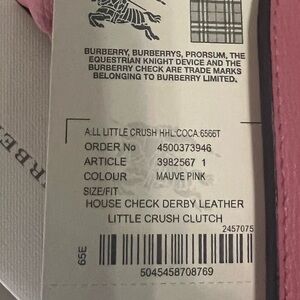 BURBERRY, BURBERRYS, PRORSUM, THE
EQUESTRIAN KNIGHT DEVICE AND THE
BURBERRY CHECK ARE TRADE MARKS
BELONGING TO BURBERRY LIMITED.
A:LL LITTLE CRUSH HHL:COCA 6566T
ORDER No 4500373946
ARTICLE 3982567 1
COLOUR MAUVE PINK
SIZE/FIT
HOUSE CHECK DERBY LEATHER
LITTLE CRUSH CLUTCH
2457075
65E
5045458708769